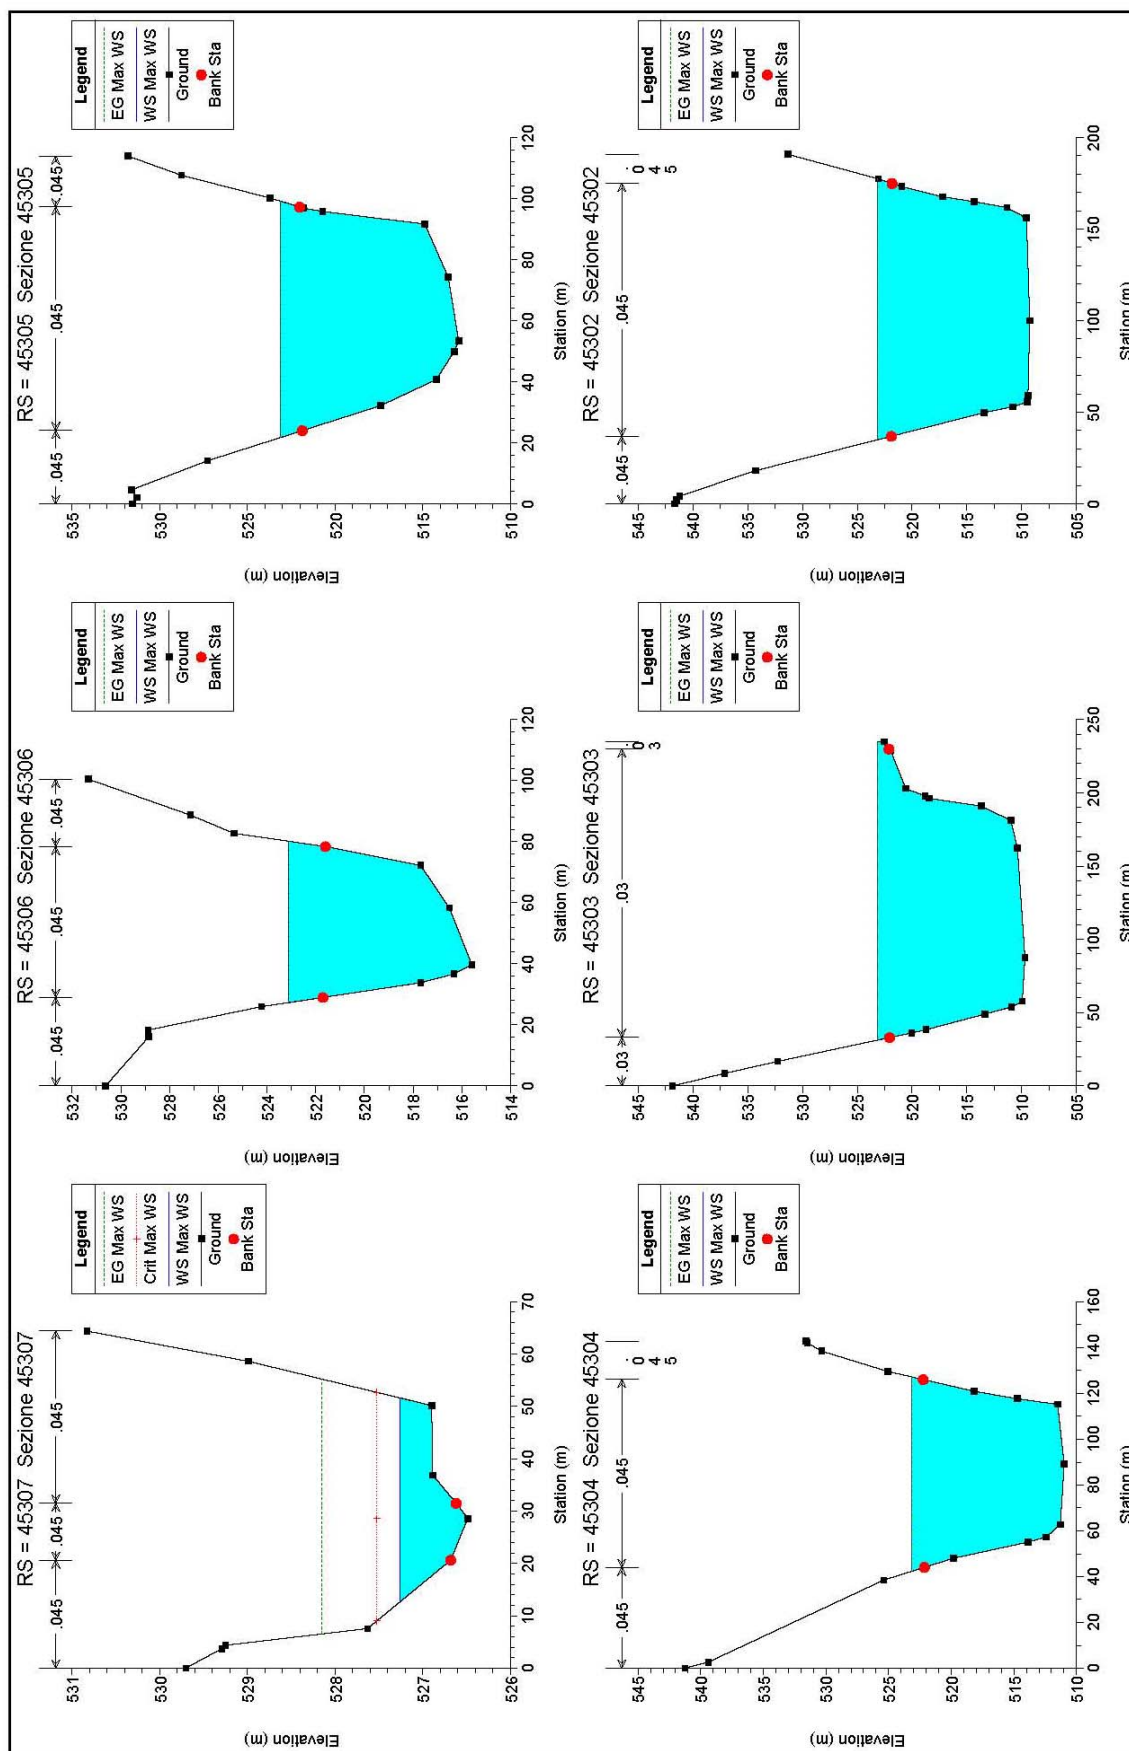 RS = 45307 Sezione 45307
.045
.045
.045
Legend
EG Max WS
Crit Max WS
WS Max WS
Ground
Bank Sta
Elevation (m)
531
530
529
528
527
526
0
10
20
30
40
50
60
70
Station (m)
RS = 45306 Sezione 45306
.045
.045
.045
Legend
EG Max WS
WS Max WS
Ground
Bank Sta
Elevation (m)
532
530
528
526
524
522
520
518
516
514
0
20
40
60
80
100
120
Station (m)
RS = 45305 Sezione 45305
.045
.045
.045
Legend
EG Max WS
WS Max WS
Ground
Bank Sta
Elevation (m)
535
530
525
520
515
510
0
20
40
60
80
100
120
Station (m)
RS = 45304 Sezione 45304
.045
.045
.
0
4
5
Legend
EG Max WS
WS Max WS
Ground
Bank Sta
Elevation (m)
545
540
535
530
525
520
515
510
0
20
40
60
80
100
120
140
160
Station (m)
RS = 45303 Sezione 45303
.03
.03
.
0
3
Legend
EG Max WS
WS Max WS
Ground
Bank Sta
Elevation (m)
545
540
535
530
525
520
515
510
505
0
50
100
150
200
250
Station (m)
RS = 45302 Sezione 45302
.045
.045
.
0
4
5
Legend
EG Max WS
WS Max WS
Ground
Bank Sta
Elevation (m)
545
540
535
530
525
520
515
510
505
0
50
100
150
200
Station (m)